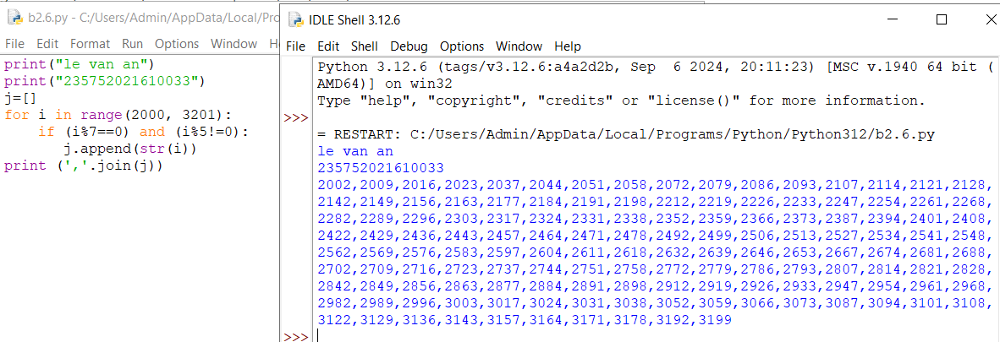 b2.6.py - C:/Users/Admin/AppData/Local/Pro
File Edit Format Run Options Window
print("le van an")
print("235752021610033")
j=[]
for i in range(2000, 3201):
    if (i%7==0) and (i%5!=0):
        j.append(str(i))
print (','.join(j))
IDLE Shell 3.12.6
File Edit Shell Debug Options Window Help
Python 3.12.6 (tags/v3.12.6:a4a2d2b, Sep  6 2024, 20:11:23) [MSC v.1940 64 bit (
AMD64)] on win32
Type "help", "copyright", "credits" or "license()" for more information.
>>>
= RESTART: C:/Users/Admin/AppData/Local/Programs/Python/Python312/b2.6.py
le van an
235752021610033
2002,2009,2016,2023,2037,2044,2051,2058,2072,2079,2086,2093,2107,2114,2121,2128,
2142,2149,2156,2163,2177,2184,2191,2198,2212,2219,2226,2233,2247,2254,2261,2268,
2282,2289,2296,2303,2317,2324,2331,2338,2352,2359,2366,2373,2387,2394,2401,2408,
2422,2429,2436,2443,2457,2464,2471,2478,2492,2499,2506,2513,2527,2534,2541,2548,
2562,2569,2576,2583,2597,2604,2611,2618,2632,2639,2646,2653,2667,2674,2681,2688,
2702,2709,2716,2723,2737,2744,2751,2758,2772,2779,2786,2793,2807,2814,2821,2828,
2842,2849,2856,2863,2877,2884,2891,2898,2912,2919,2926,2933,2947,2954,2961,2968,
2982,2989,2996,3003,3017,3024,3031,3038,3052,3059,3066,3073,3087,3094,3101,3108,
3122,3129,3136,3143,3157,3164,3171,3178,3192,3199
>>>